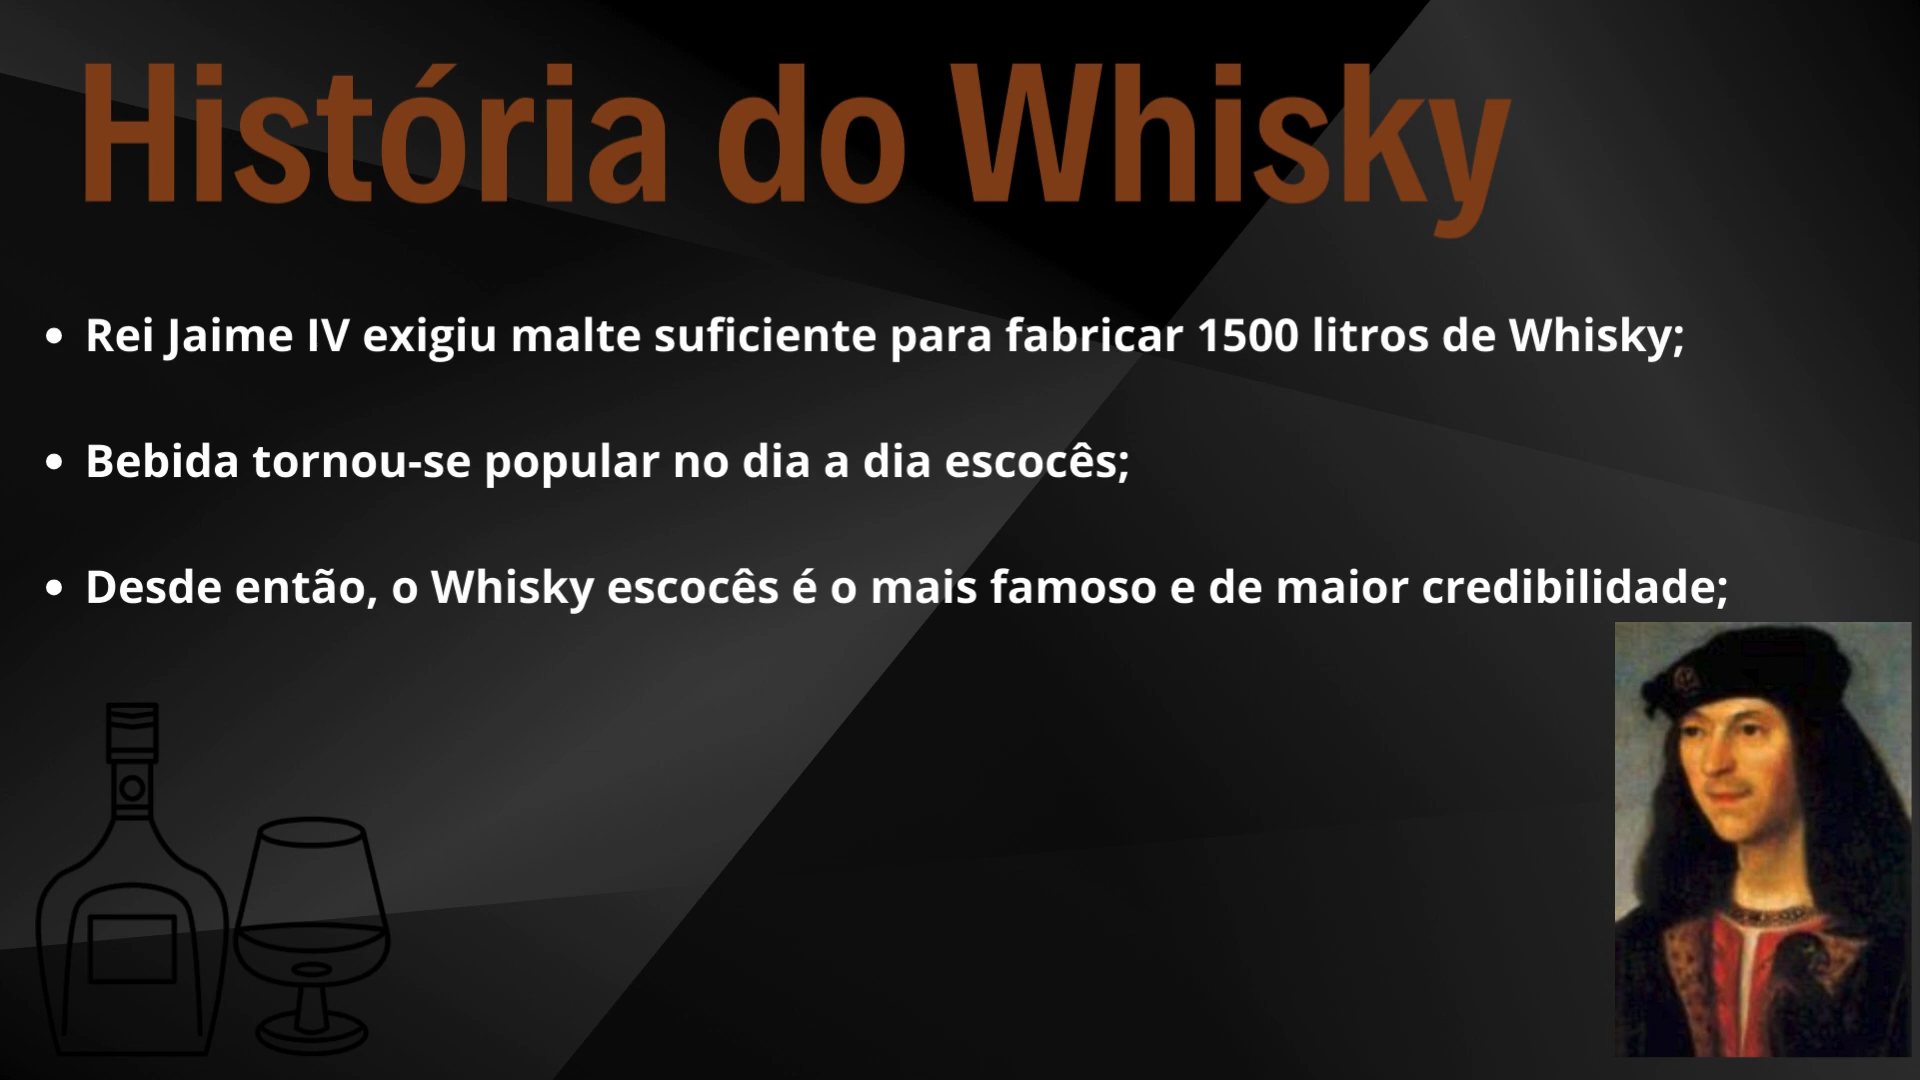 História do Whisky
• Rei Jaime IV exigiu malte suficiente para fabricar 1500 litros de Whisky;
• Bebida tornou-se popular no dia a dia escocês;
• Desde então, o Whisky escocês é o mais famoso e de maior credibilidade;